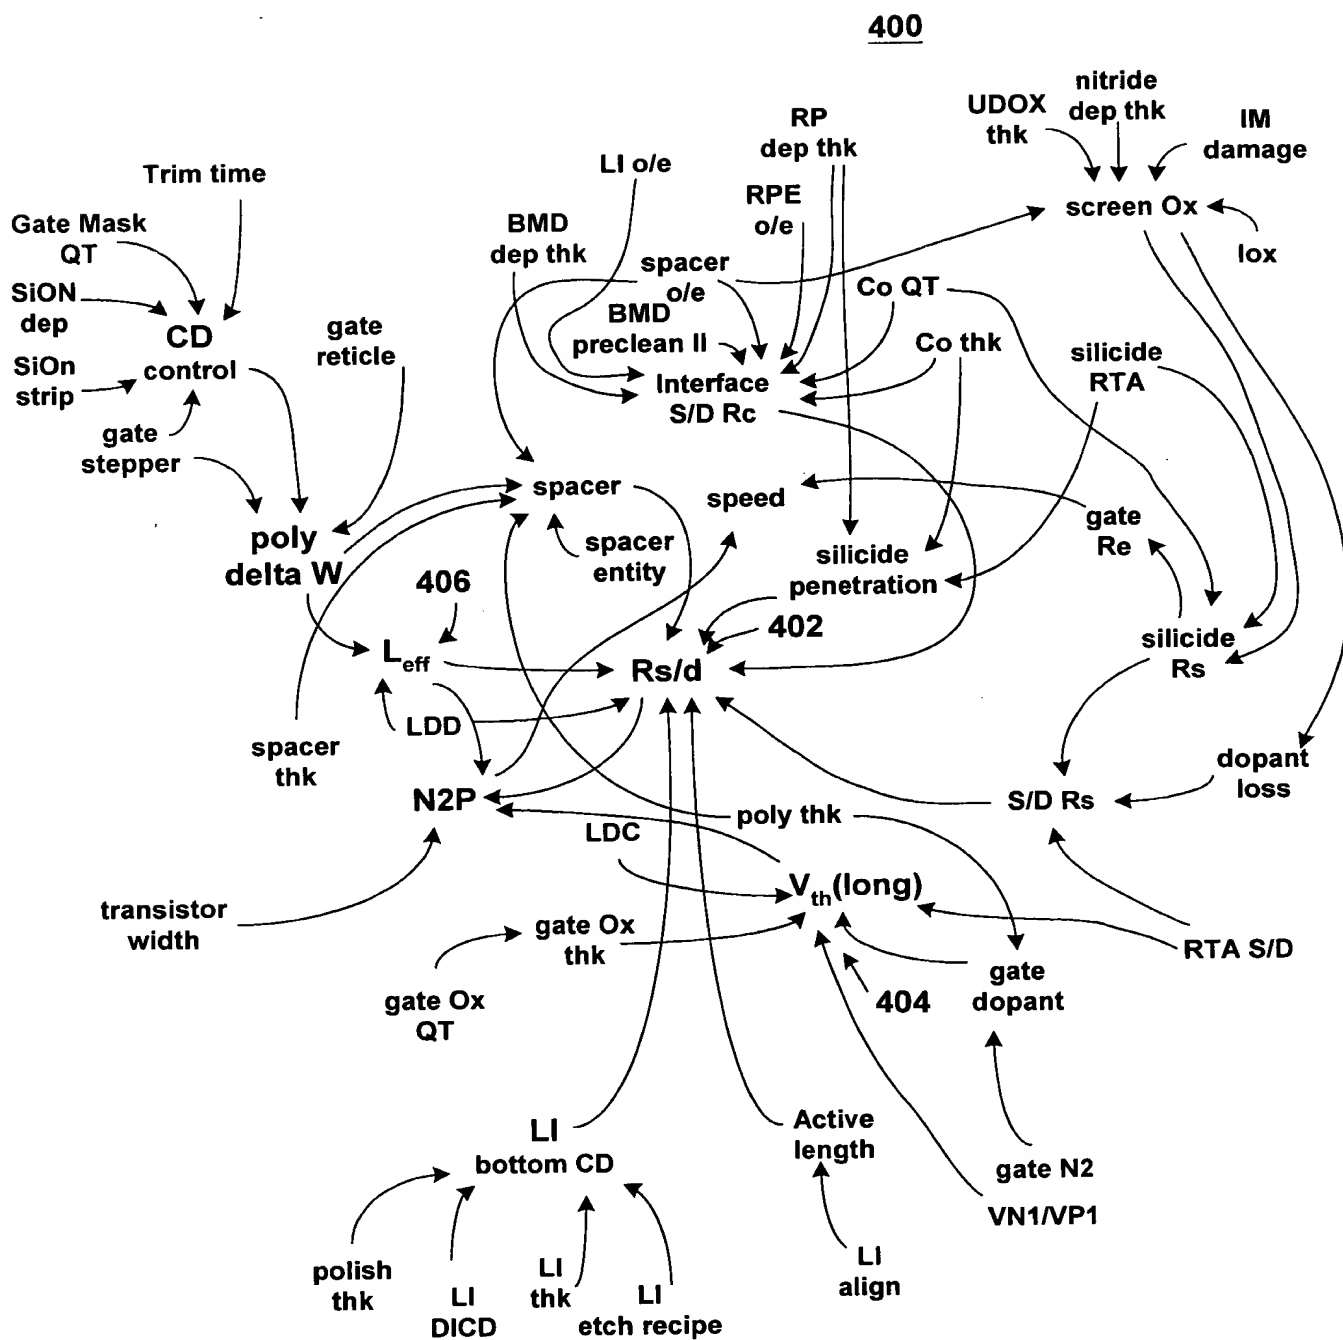 400
nitride
dep thk
UDOX
thk
IM
damage
RP
dep thk
LI o/e
Trim time
RPE
o/e
screen Ox
lox
Gate Mask
QT
BMD
dep thk
spacer
o/e
Co QT
SiON
dep
CD
control
gate
reticle
BMD
preclean II
Co thk
silicide
RTA
SiOn
strip
Interface
S/D Rc
gate
stepper
spacer
speed
gate
Re
poly
delta W
spacer
entity
silicide
penetration
406
402
silicide
Rs
Leff
Rs/d
LDD
spacer
thk
dopant
loss
N2P
S/D Rs
poly thk
LDC
Vth(long)
transistor
width
gate Ox
thk
RTA S/D
gate
dopant
gate Ox
QT
404
LI
bottom CD
Active
length
gate N2
VN1/VP1
polish
thk
LI
DICD
LI
thk
LI
etch recipe
LI
align